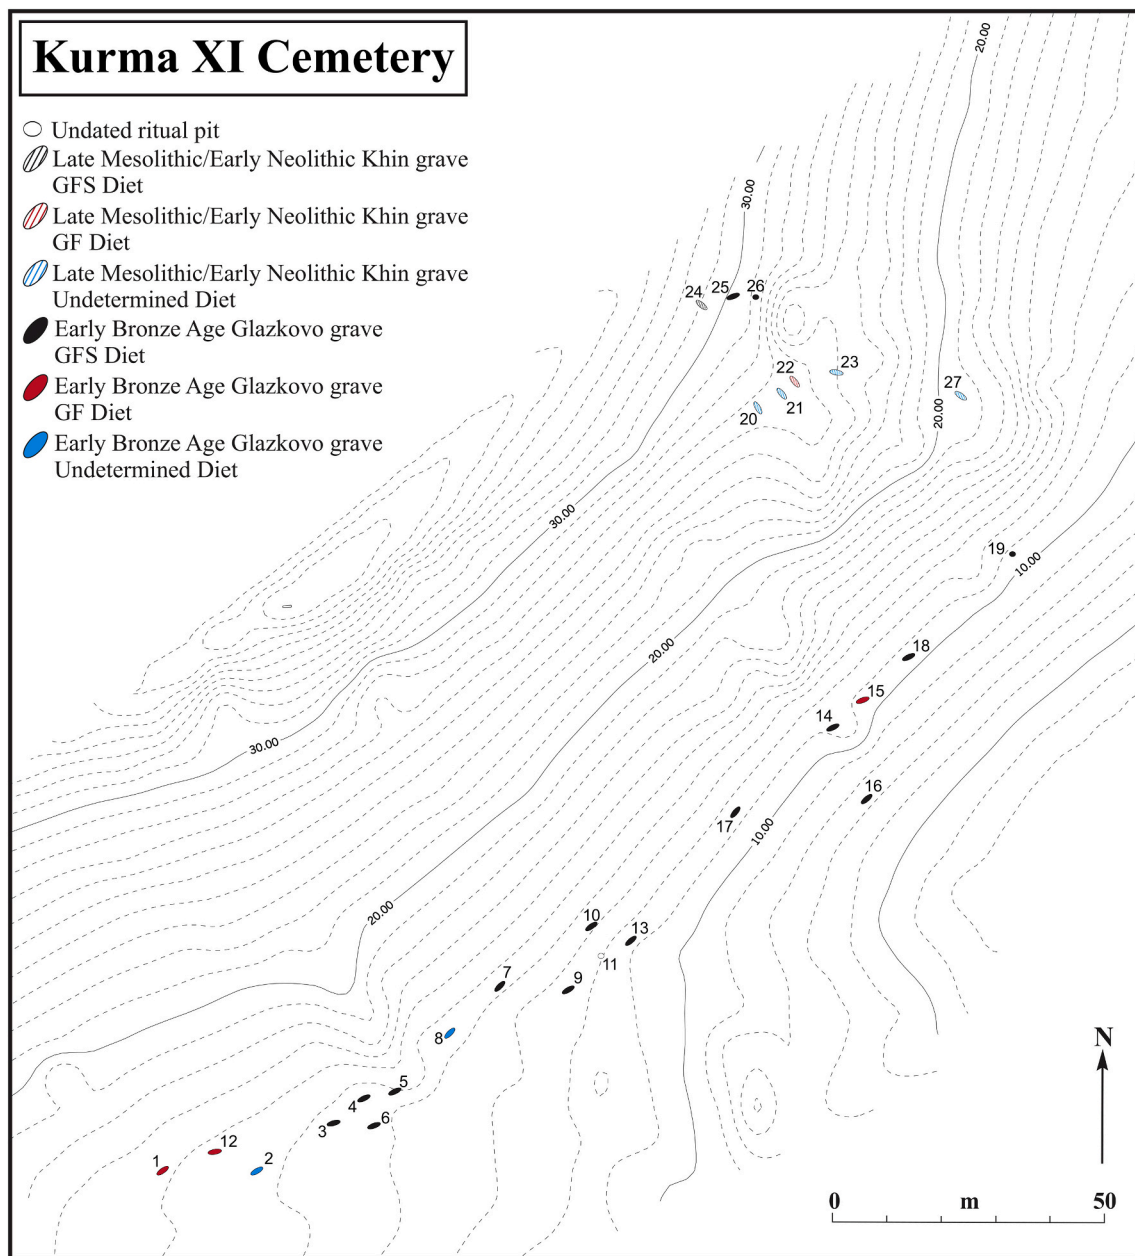 Kurma XI Cemetery
Undated ritual pit
Late Mesolithic/Early Neolithic Khin grave
GFS Diet
Late Mesolithic/Early Neolithic Khin grave
GF Diet
Late Mesolithic/Early Neolithic Khin grave
Undetermined Diet
Early Bronze Age Glazkovo grave
GFS Diet
Early Bronze Age Glazkovo grave
GF Diet
Early Bronze Age Glazkovo grave
Undetermined Diet
20.00
30.00
24
25
26
22
23
27
20
21
20.00
30.00
19
10.00
18
20.00
15
14
30.00
16
17
10.00
20.00
10
13
11
7
9
8
N
5
4
6
3
12
1
2
0 m 50